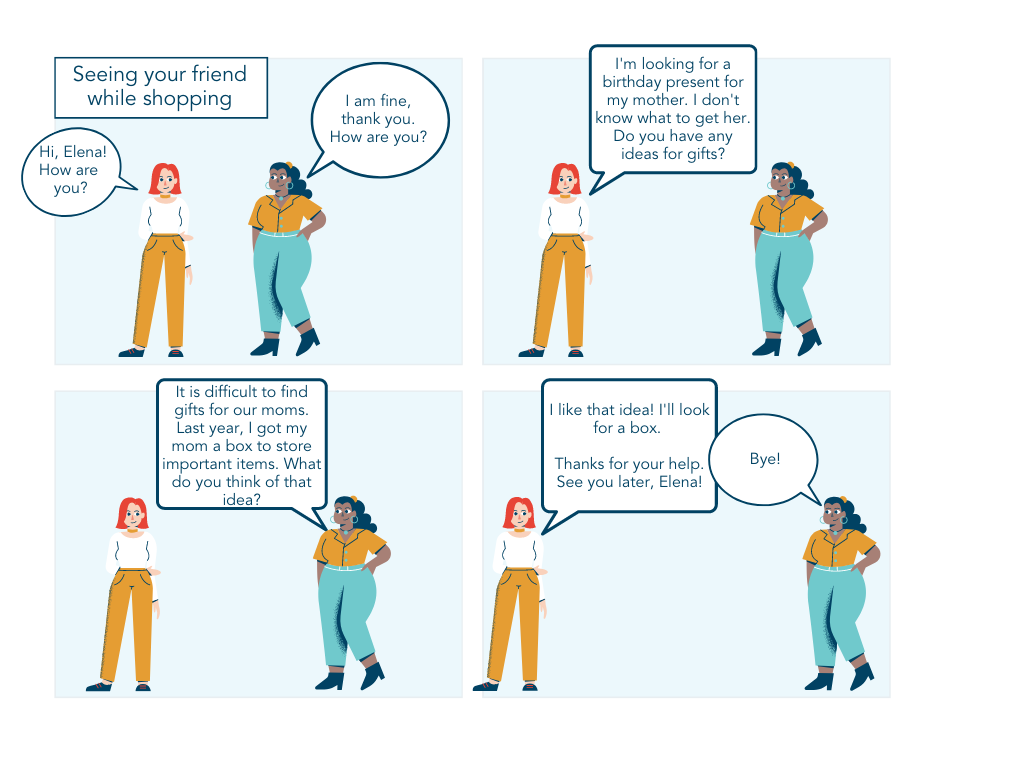 Seeing your friend
while shopping
Hi, Elena!
How are
you?
I am fine,
thank you.
How are you?
I'm looking for a
birthday present for
my mother. I don't
know what to get her.
Do you have any
ideas for gifts?
It is difficult to find
gifts for our moms.
Last year, I got my
mom a box to store
important items. What
do you think of that
idea?
I like that idea! I'll look
for a box.
Thanks for your help.
See you later, Elena!
Bye!